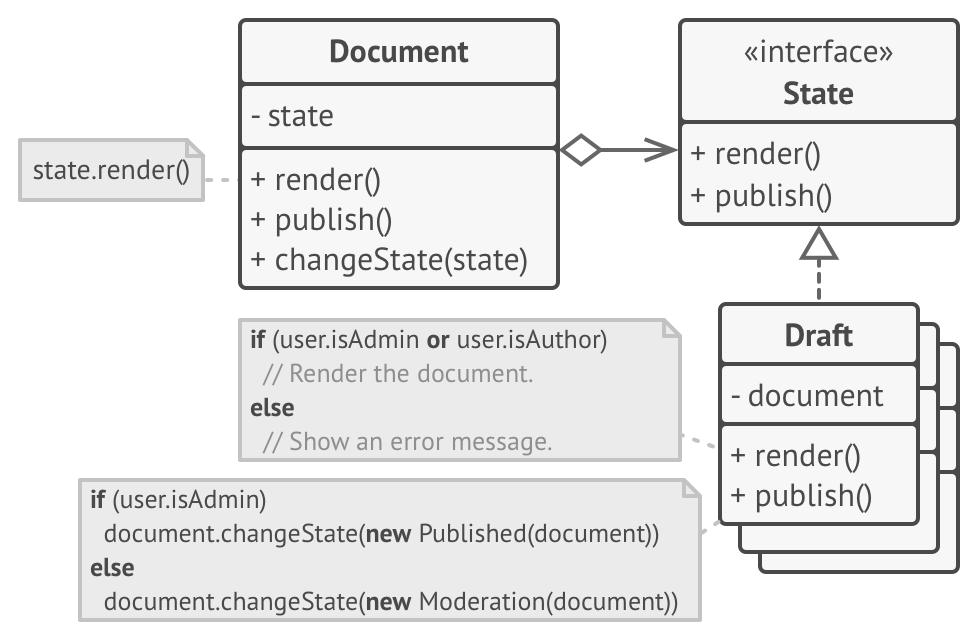 Document
- state
+ render()
+ publish()
+ changeState(state)
«interface»
State
+ render()
+ publish()
state.render()
Draft
- document
+ render()
+ publish()
if (user.isAdmin or user.isAuthor)
// Render the document.
else
// Show an error message.
if (user.isAdmin)
document.changeState(new Published(document))
else
document.changeState(new Moderation(document))